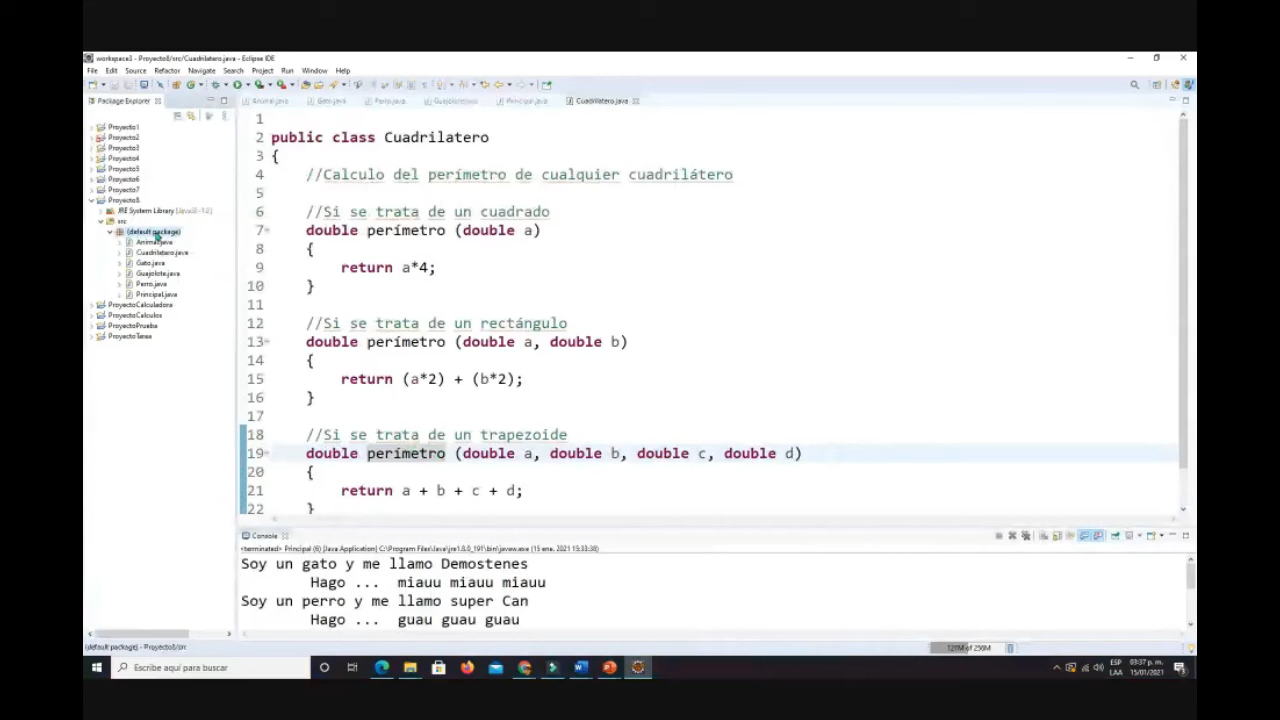 workspace3 - Proyecto8/src/Cuadrilatero.java - Eclipse IDE
File Edit Source Refactor Navigate Search Project Run Window Help
Package Explorer
Animal.java Gato.java Perro.java Guajolote.java Principal.java Cuadrilatero.java
Proyecto1
Proyecto2
Proyecto3
Proyecto4
Proyecto5
Proyecto6
Proyecto7
Proyecto8
JRE System Library
src
(default package)
Animal.java
Cuadrilatero.java
Gato.java
Guajolote.java
Perro.java
Principal.java
ProyectoCalculadora
ProyectoCalculos
ProyectoPrueba
ProyectoTarea
1
2 public class Cuadrilatero
3 {
4 //Calculo del perímetro de cualquier cuadrilátero
5
6 //Si se trata de un cuadrado
7 double perímetro (double a)
8 {
9 return a*4;
10 }
11
12 //Si se trata de un rectángulo
13 double perímetro (double a, double b)
14 {
15 return (a*2) + (b*2);
16 }
17
18 //Si se trata de un trapezoide
19 double perímetro (double a, double b, double c, double d)
20 {
21 return a + b + c + d;
22 }
Console
<terminated> Principal (6) [Java Application] C:\Program Files\Java\jre1.8.0_191\bin\javaw.exe (15 ene. 2021 15:33:38)
Soy un gato y me llamo Demostenes
Hago ... miauu miauu miauu
Soy un perro y me llamo super Can
Hago ... guau guau guau
(default package) - Proyecto8/src
of 256M
Escribe aquí para buscar
ESP 03:37 p. m.
LAA 15/01/2021